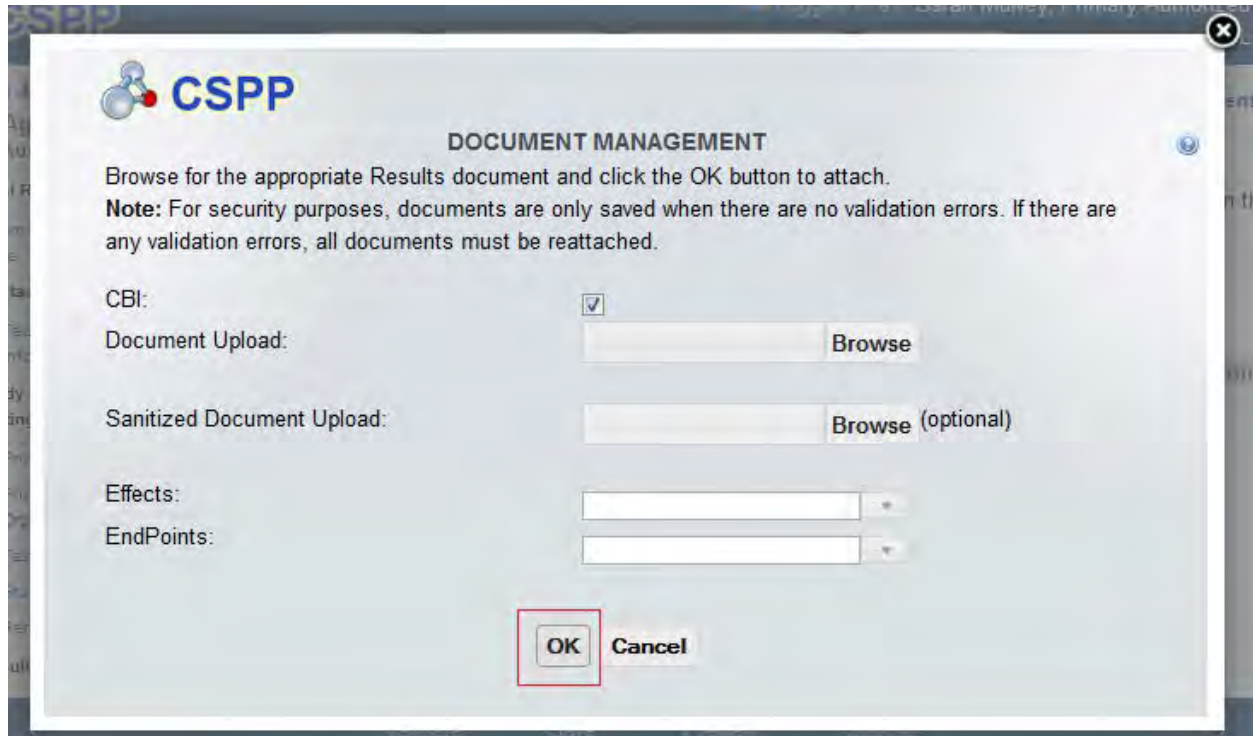 CSPP
CSPP
DOCUMENT MANAGEMENT
Browse for the appropriate Results document and click the OK button to attach.
Note: For security purposes, documents are only saved when there are no validation errors. If there are
any validation errors, all documents must be reattached.
CBI:
Document Upload: Browse
Sanitized Document Upload: Browse (optional)
Effects:
EndPoints:
OK Cancel